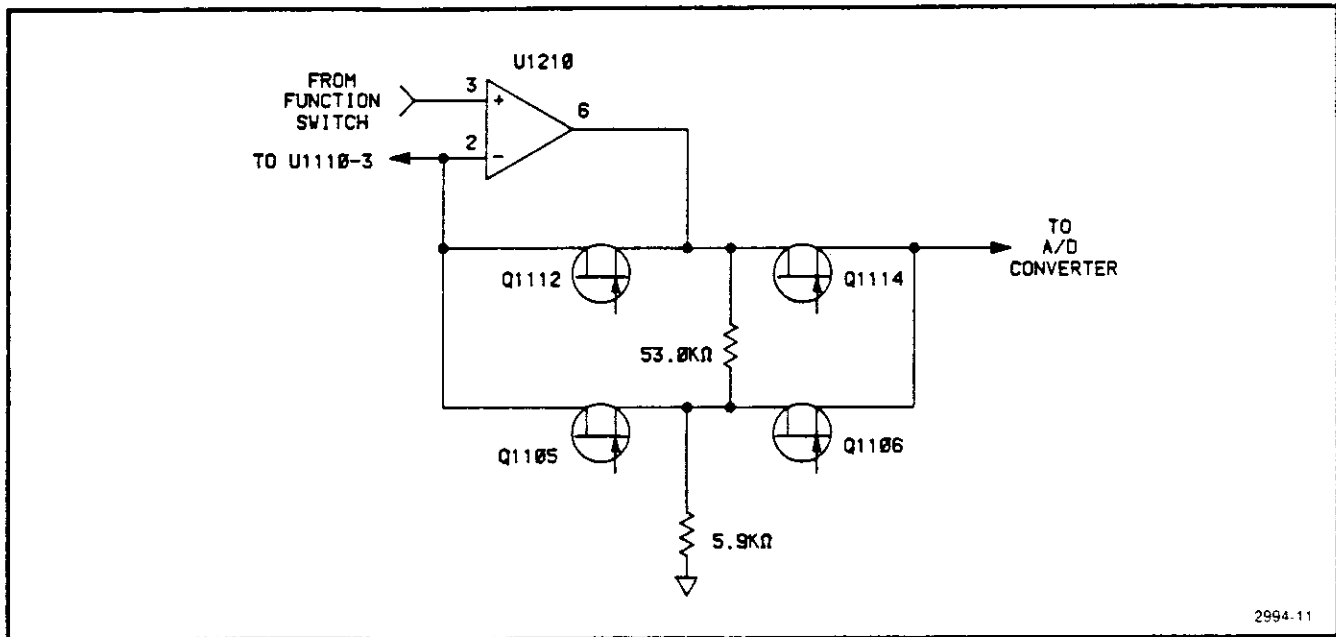 U1210
FROM
FUNCTION
SWITCH
3
+
6
2
-
TO U1110-3
TO
A/D
CONVERTER
Q1112
Q1114
53.0KΩ
Q1105
Q1106
5.9KΩ
2994-11